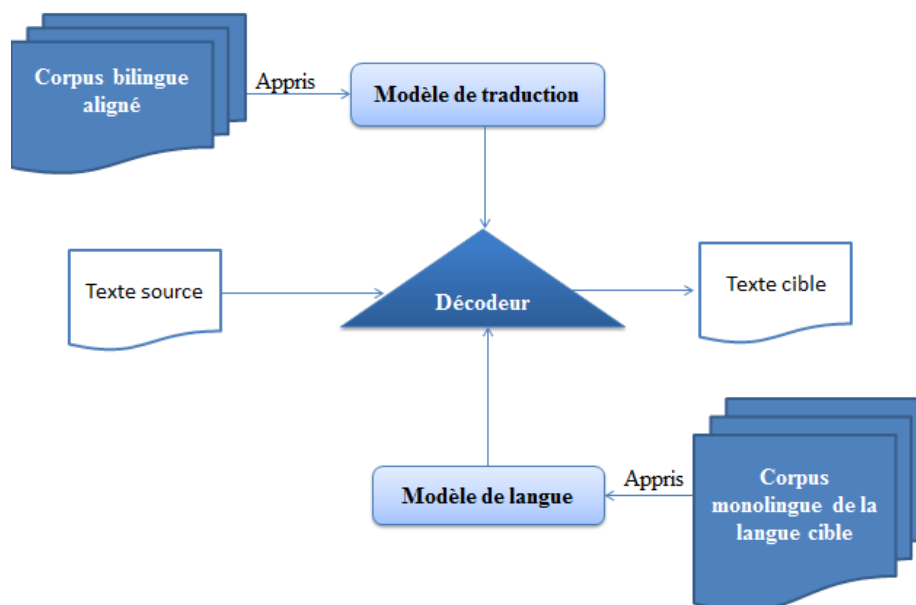 Corpus bilingue
aligné
Appris
Modèle de traduction
Texte source
Décodeur
Texte cible
Modèle de langue
Appris
Corpus
monolingue de la
langue cible